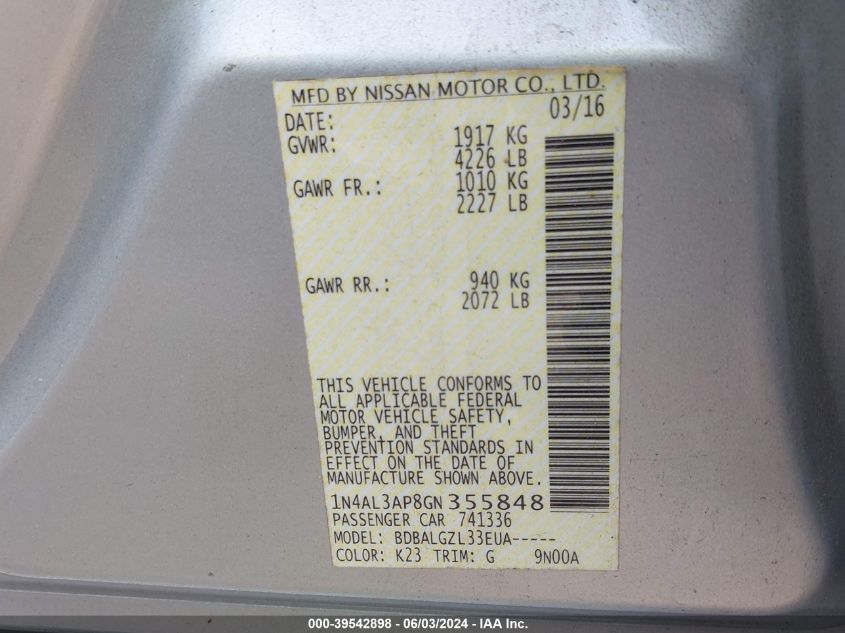 MFD BY NISSAN MOTOR CO., LTD.
DATE: 03/16
GVWR: 1917 KG
4226 LB
GAWR FR.: 1010 KG
2227 LB
GAWR RR.: 940 KG
2072 LB
THIS VEHICLE CONFORMS TO
ALL APPLICABLE FEDERAL
MOTOR VEHICLE SAFETY,
BUMPER, AND THEFT
PREVENTION STANDARDS IN
EFFECT ON THE DATE OF
MANUFACTURE SHOWN ABOVE.
1N4AL3AP8GN 355848
PASSENGER CAR 741336
MODEL: BDBALGZL33EUA-----
COLOR: K23 TRIM: G 9N00A
000-39542898 - 06/03/2024 - IAA Inc.